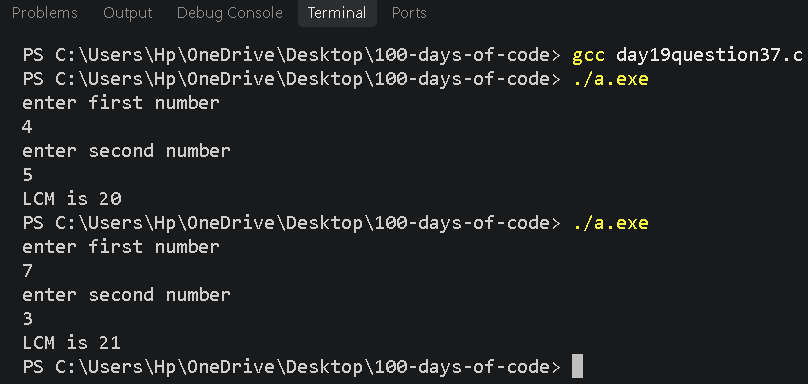 Problems Output Debug Console Terminal Ports
PS C:\Users\Hp\OneDrive\Desktop\100-days-of-code> gcc day19question37.c
PS C:\Users\Hp\OneDrive\Desktop\100-days-of-code> ./a.exe
enter first number
4
enter second number
5
LCM is 20
PS C:\Users\Hp\OneDrive\Desktop\100-days-of-code> ./a.exe
enter first number
7
enter second number
3
LCM is 21
PS C:\Users\Hp\OneDrive\Desktop\100-days-of-code>